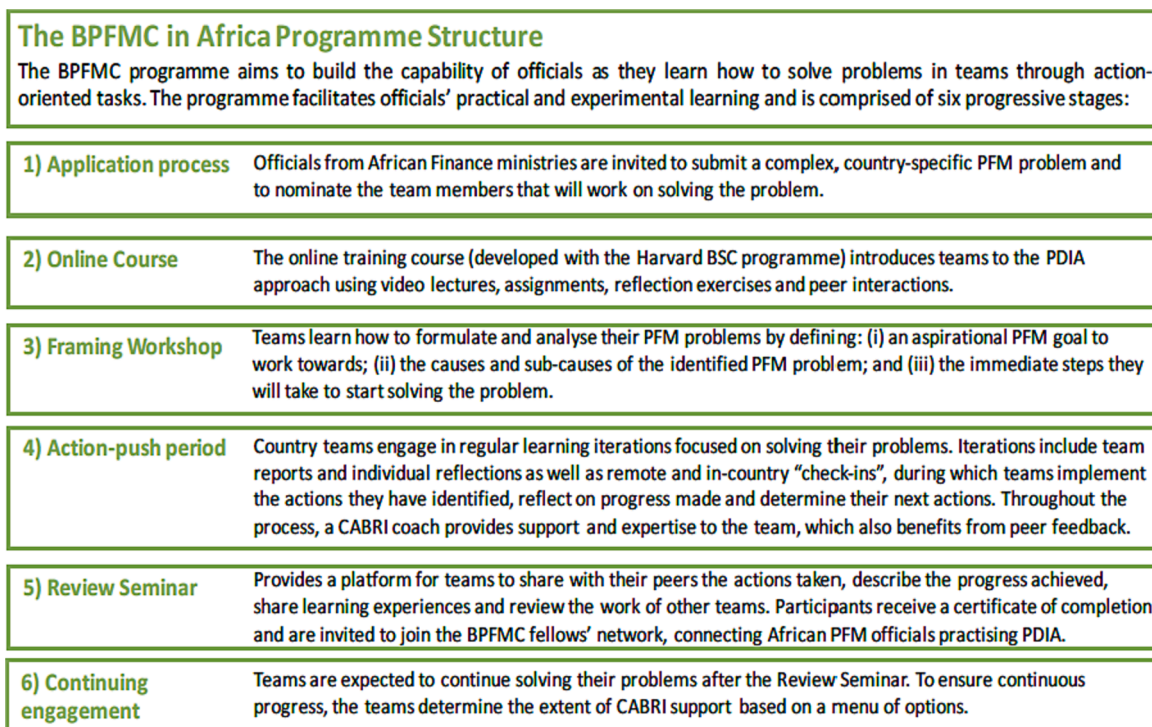 The BPFMC in Africa Programme Structure
The BPFMC programme aims to build the capability of officials as they learn how to solve problems in teams through action-
oriented tasks. The programme facilitates officials' practical and experimental learning and is comprised of six progressive stages:
1) Application process
Officials from African Finance ministries are invited to submit a complex, country-specific PFM problem and
to nominate the team members that will work on solving the problem.
2) Online Course
The online training course (developed with the Harvard BSC programme) introduces teams to the PDIA
approach using video lectures, assignments, reflection exercises and peer interactions.
3) Framing Workshop
Teams learn how to formulate and analyse their PFM problems by defining: (i) an aspirational PFM goal to
work towards; (ii) the causes and sub-causes of the identified PFM problem; and (iii) the immediate steps they
will take to start solving the problem.
4) Action-push period
Country teams engage in regular learning iterations focused on solving their problems. Iterations include team
reports and individual reflections as well as remote and in-country “check-ins”, during which teams implement
the actions they have identified, reflect on progress made and determine their next actions. Throughout the
process, a CABRI coach provides support and expertise to the team, which also benefits from peer feedback.
5) Review Seminar
Provides a platform for teams to share with their peers the actions taken, describe the progress achieved,
share learning experiences and review the work of other teams. Participants receive a certificate of completion
and are invited to join the BPFMC fellows' network, connecting African PFM officials practising PDIA.
6) Continuing
engagement
Teams are expected to continue solving their problems after the Review Seminar. To ensure continuous
progress, the teams determine the extent of CABRI support based on a menu of options.